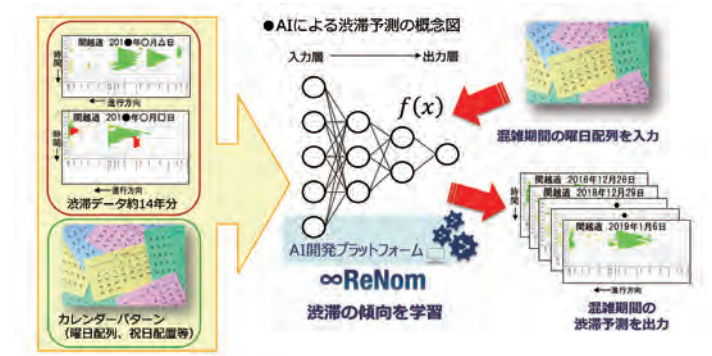 ●AIによる渋滞予測の概念図
関越道 201●年○月△日
時間
進行方向
関越道 201●年○月□日
時間
進行方向
渋滞データ約14年分
カレンダーパターン
（曜日配列、祝日配置等）
入力層
出力層
f(x)
AI開発プラットフォーム
∞ReNom
渋滞の傾向を学習
混雑期間の曜日配列を入力
関越道 2018年12月28日
関越道 2018年12月29日
関越道 2019年1月6日
時間
進行方向
混雑期間の
渋滞予測を出力